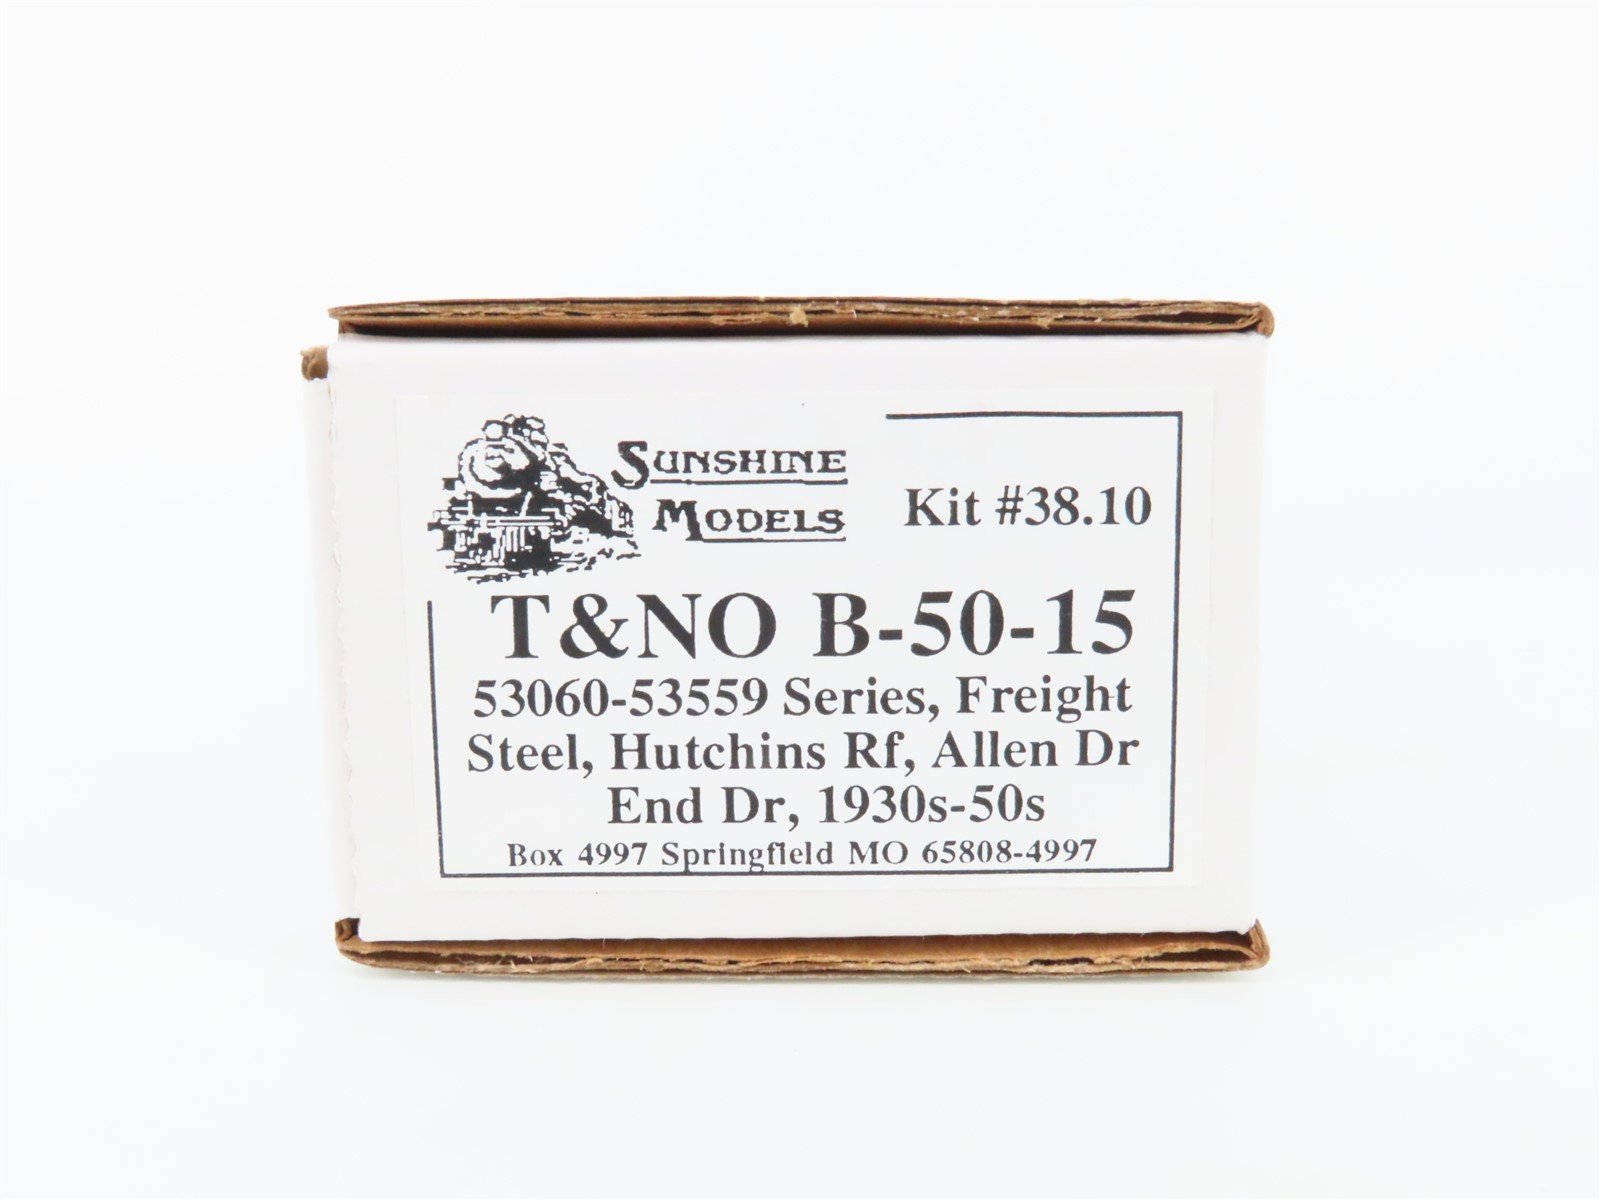 SUNSHINE
MODELS
Kit #38.10
T&NO B-50-15
53060-53559 Series, Freight
Steel, Hutchins Rf, Allen Dr
End Dr, 1930s-50s
Box 4997 Springfield MO 65808-4997